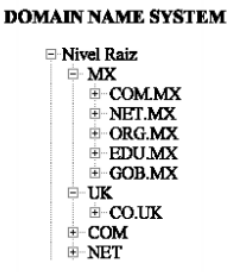 DOMAIN NAME SYSTEM
Nivel Raiz
MX
COM.MX
NET.MX
ORG.MX
EDU.MX
GOB.MX
UK
CO.UK
COM
NET